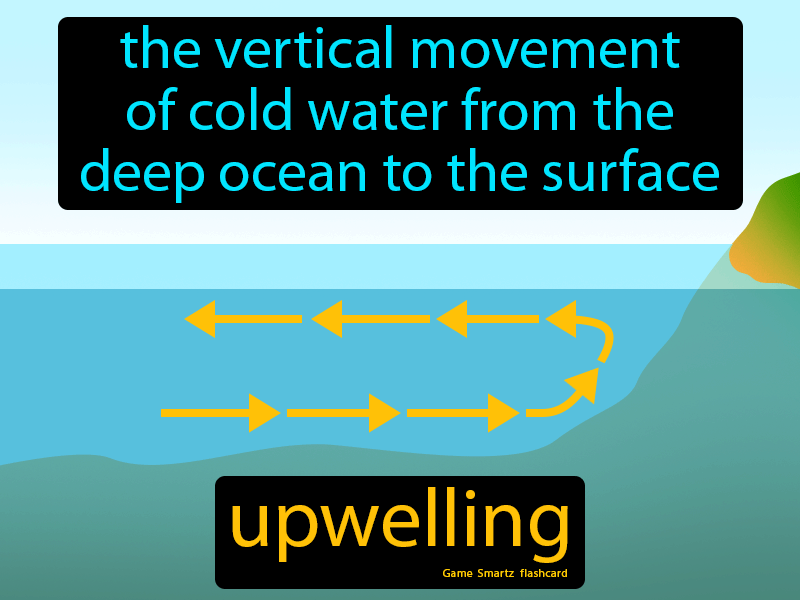 the vertical movement
of cold water from the
deep ocean to the surface
upwelling
Game Smartz flashcard